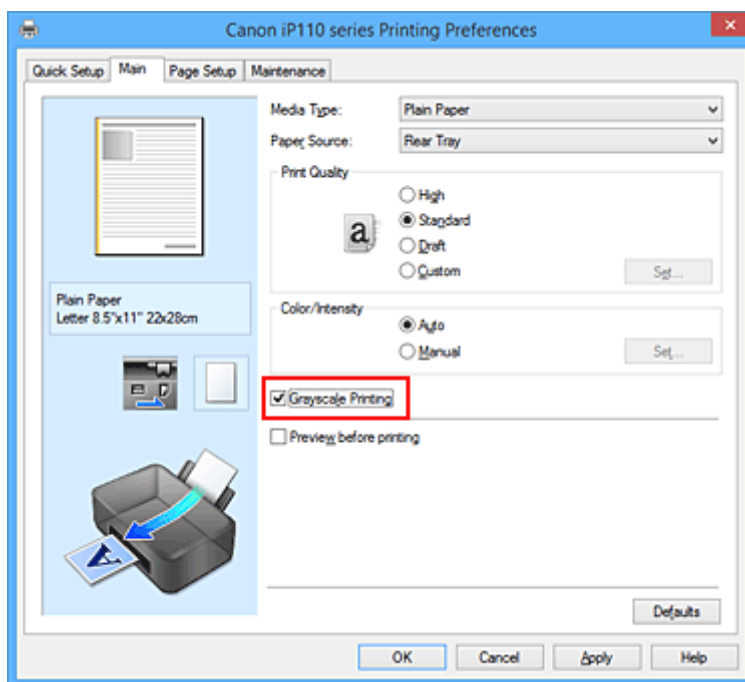 Canon iP110 series Printing Preferences
Quick Setup Main Page Setup Maintenance
Media Type: Plain Paper
Paper Source: Rear Tray
Print Quality
High
a Standard
Draft
Custom Set...
Plain Paper
Letter 8.5"x11" 22x28cm
Color/Intensity
Auto
Manual Set...
Grayscale Printing
Preview before printing
A
Defaults
OK Cancel Apply Help